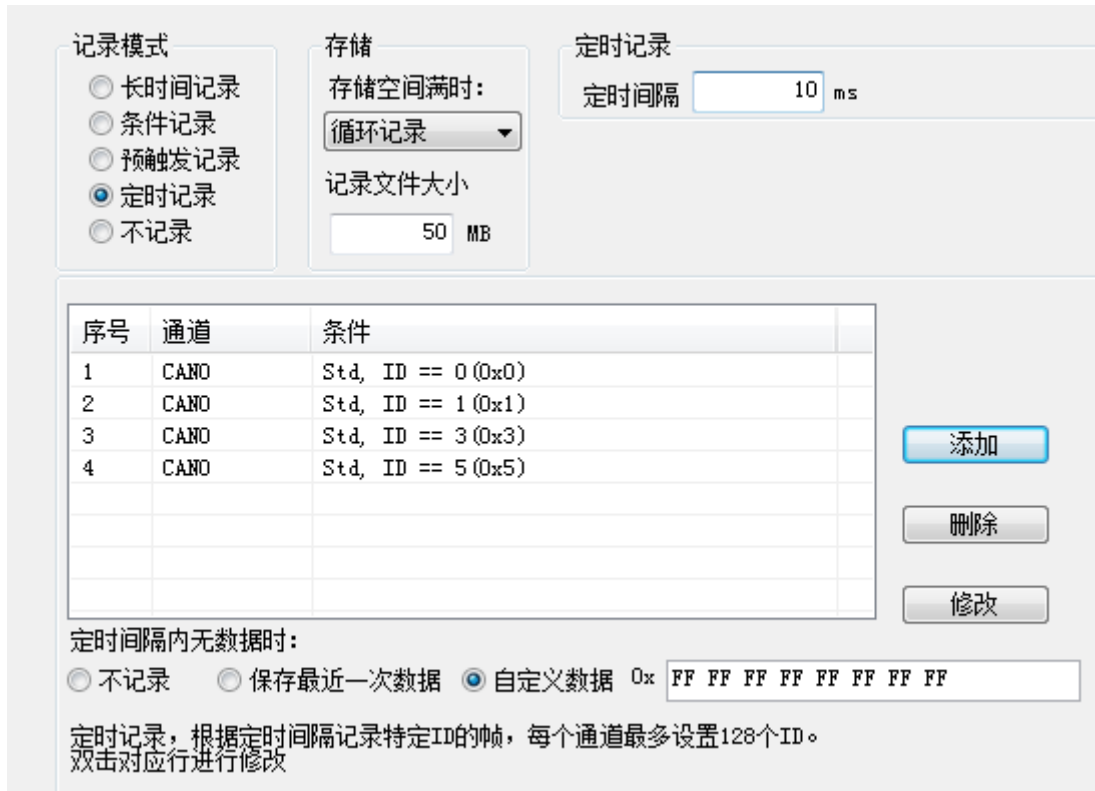 记录模式
长时间记录
条件记录
预触发记录
定时记录
不记录
存储
存储空间满时:
循环记录
记录文件大小
50 MB
定时记录
定时间隔 10 ms
序号 通道 条件
1 CAN0 Std, ID == 0(0x0)
2 CAN0 Std, ID == 1(0x1)
3 CAN0 Std, ID == 3(0x3)
4 CAN0 Std, ID == 5(0x5)
添加
删除
修改
定时间隔内无数据时:
不记录 保存最近一次数据 自定义数据 0x FF FF FF FF FF FF FF FF
定时记录，根据定时间隔记录特定ID的帧，每个通道最多设置128个ID。
双击对应行进行修改